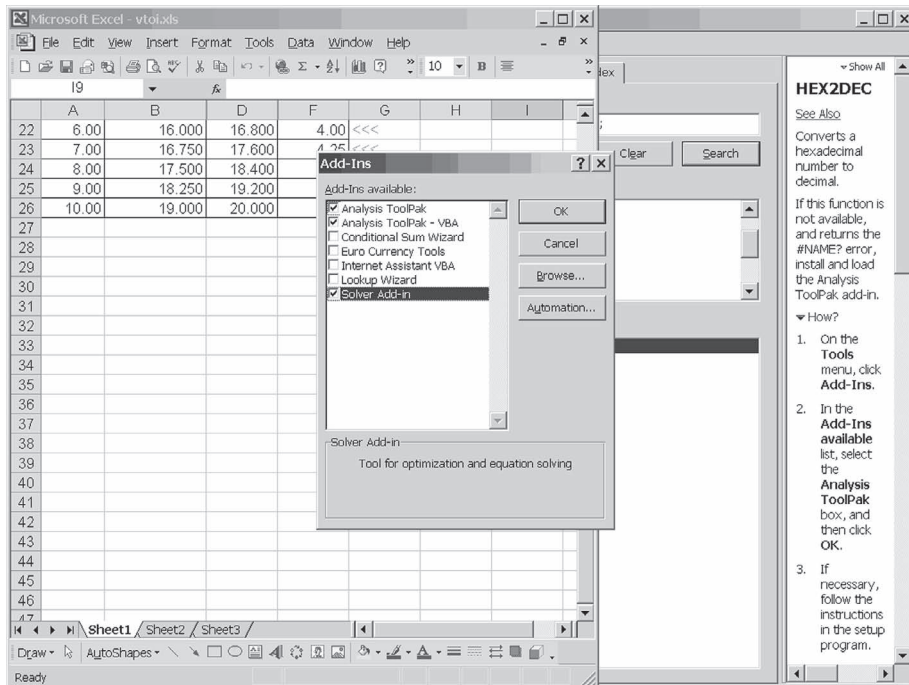 Microsoft Excel - vtoi.xls
File Edit View Insert Format Tools Data Window Help
10 B
I9 fx
A B D F G H I
22 6.00 16.000 16.800 4.00 <<<
23 7.00 16.750 17.600 4.25 <<<
24 8.00 17.500 18.400
25 9.00 18.250 19.200
26 10.00 19.000 20.000
27
28
29
30
31
32
33
34
35
36
37
38
39
40
41
42
43
44
45
46
47
Sheet1 / Sheet2 / Sheet3 /
Draw AutoShapes
Ready
Add-Ins ? X
Add-Ins available:
Analysis ToolPak
Analysis ToolPak - VBA
Conditional Sum Wizard
Euro Currency Tools
Internet Assistant VBA
Lookup Wizard
Solver Add-in
OK
Cancel
Browse...
Automation...
Solver Add-in
Tool for optimization and equation solving
Clear Search
Show All
HEX2DEC
See Also
Converts a
hexadecimal
number to
decimal.
If this function is
not available,
and returns the
#NAME? error,
install and load
the Analysis
ToolPak add-in.
How?
1. On the
Tools
menu, click
Add-Ins.
2. In the
Add-Ins
available
list, select
the
Analysis
ToolPak
box, and
then click
OK.
3. If
necessary,
follow the
instructions
in the setup
program.